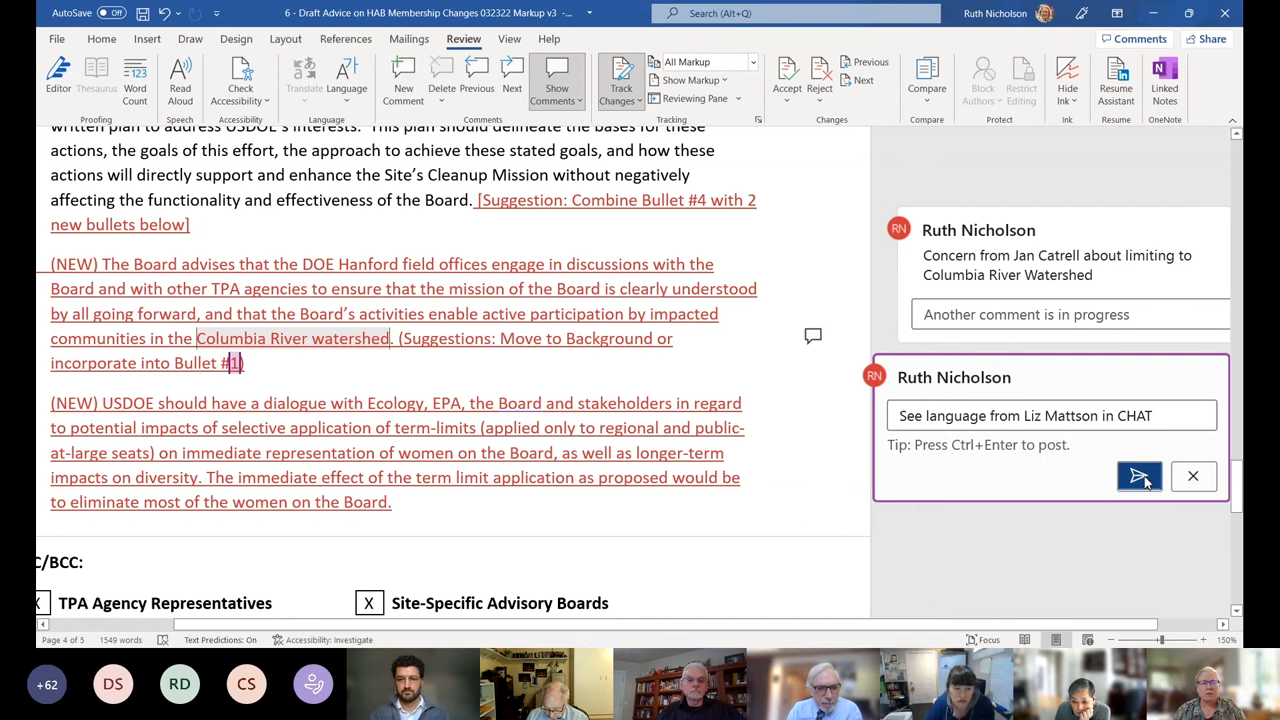 AutoSave Off 6 - Draft Advice on HAB Membership Changes 032322 Markup v3 -... Search (Alt+Q) Ruth Nicholson
File Home Insert Draw Design Layout References Mailings Review View Help Comments Share
Editor Thesaurus Word Count Read Aloud Check Accessibility Translate Language New Comment Delete Previous Next Show Comments Track Changes All Markup Show Markup Reviewing Pane Accept Reject Previous Next Compare Block Authors Restrict Editing Hide Ink Resume Assistant Linked Notes
Proofing Speech Accessibility Language Comments Tracking Changes Compare Protect Ink Resume OneNote
written plan to address USDOE's interests. This plan should delineate the bases for these
actions, the goals of this effort, the approach to achieve these stated goals, and how these
actions will directly support and enhance the Site's Cleanup Mission without negatively
affecting the functionality and effectiveness of the Board. [Suggestion: Combine Bullet #4 with 2
new bullets below]
(NEW) The Board advises that the DOE Hanford field offices engage in discussions with the
Board and with other TPA agencies to ensure that the mission of the Board is clearly understood
by all going forward, and that the Board's activities enable active participation by impacted
communities in the Columbia River watershed. (Suggestions: Move to Background or
incorporate into Bullet #1)
(NEW) USDOE should have a dialogue with Ecology, EPA, the Board and stakeholders in regard
to potential impacts of selective application of term-limits (applied only to regional and public-
at-large seats) on immediate representation of women on the Board, as well as longer-term
impacts on diversity. The immediate effect of the term limit application as proposed would be
to eliminate most of the women on the Board.
C/BCC:
X TPA Agency Representatives X Site-Specific Advisory Boards
RN Ruth Nicholson
Concern from Jan Catrell about limiting to
Columbia River Watershed
Another comment is in progress
RN Ruth Nicholson
See language from Liz Mattson in CHAT
Tip: Press Ctrl+Enter to post.
Page 4 of 5 1549 words Text Predictions: On Accessibility: Investigate Focus 150%
+62 DS RD CS